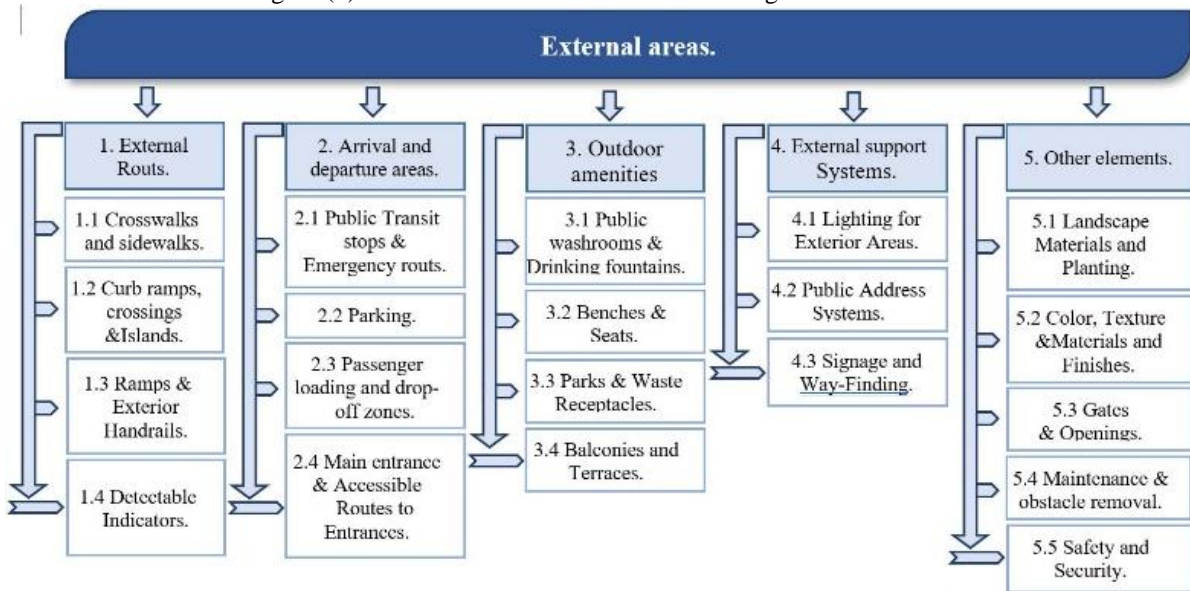 External areas.
1. External
Routs.
1.1 Crosswalks
and sidewalks.
1.2 Curb ramps,
crossings
&Islands.
1.3 Ramps &
Exterior
Handrails.
1.4 Detectable
Indicators.
2. Arrival and
departure areas.
2.1 Public Transit
stops &
Emergency routs.
2.2 Parking.
2.3 Passenger
loading and drop-
off zones.
2.4 Main entrance
& Accessible
Routes to
Entrances.
3. Outdoor
amenities
3.1 Public
washrooms &
Drinking fountains.
3.2 Benches &
Seats.
3.3 Parks & Waste
Receptacles.
3.4 Balconies and
Terraces.
4. External support
Systems.
4.1 Lighting for
Exterior Areas.
4.2 Public Address
Systems.
4.3 Signage and
Way-Finding.
5. Other elements.
5.1 Landscape
Materials and
Planting.
5.2 Color, Texture
&Materials and
Finishes.
5.3 Gates
& Openings.
5.4 Maintenance &
obstacle removal.
5.5 Safety and
Security.